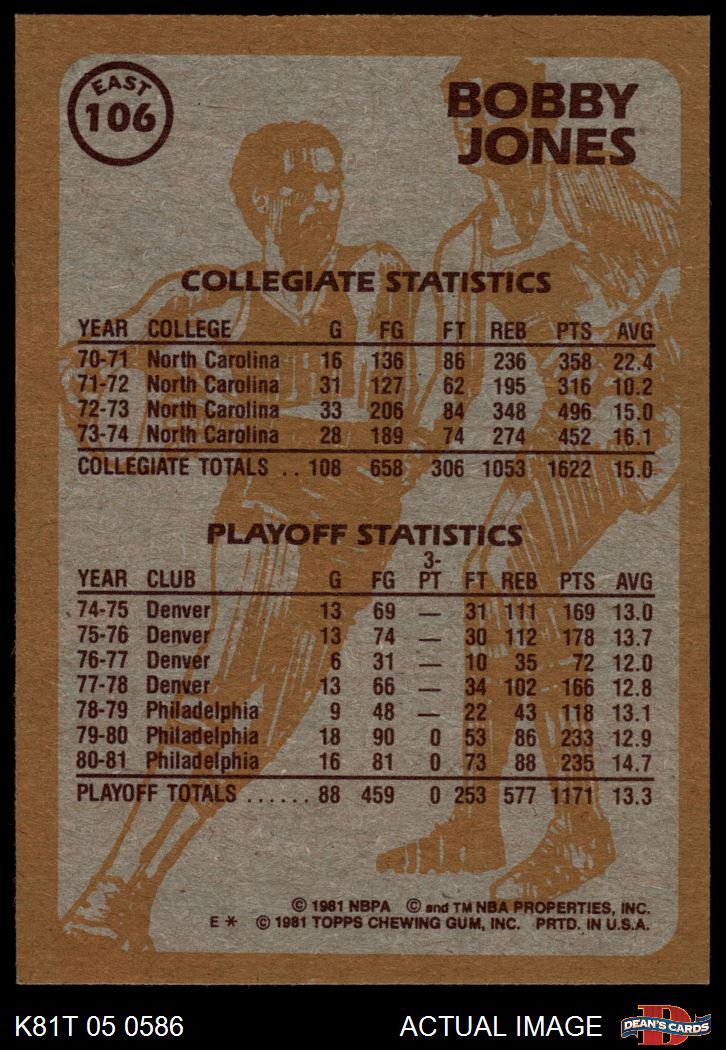 EAST
106
BOBBY
JONES
COLLEGIATE STATISTICS
YEAR COLLEGE G FG FT REB PTS AVG
70-71 North Carolina 16 136 86 236 358 22.4
71-72 North Carolina 31 127 62 195 316 10.2
72-73 North Carolina 33 206 84 348 496 15.0
73-74 North Carolina 28 189 74 274 452 16.1
COLLEGIATE TOTALS .. 108 658 306 1053 1622 15.0
PLAYOFF STATISTICS
3-
YEAR CLUB G FG PT FT REB PTS AVG
74-75 Denver 13 69 — 31 111 169 13.0
75-76 Denver 13 74 — 30 112 178 13.7
76-77 Denver 6 31 — 10 35 72 12.0
77-78 Denver 13 66 — 34 102 166 12.8
78-79 Philadelphia 9 48 — 22 43 118 13.1
79-80 Philadelphia 18 90 0 53 86 233 12.9
80-81 Philadelphia 16 81 0 73 88 235 14.7
PLAYOFF TOTALS ...... 88 459 0 253 577 1171 13.3
© 1981 NBPA © and TM NBA PROPERTIES, INC.
E * © 1981 TOPPS CHEWING GUM, INC. PRTD. IN U.S.A.
K81T 05 0586 ACTUAL IMAGE D DEAN'S CARDS